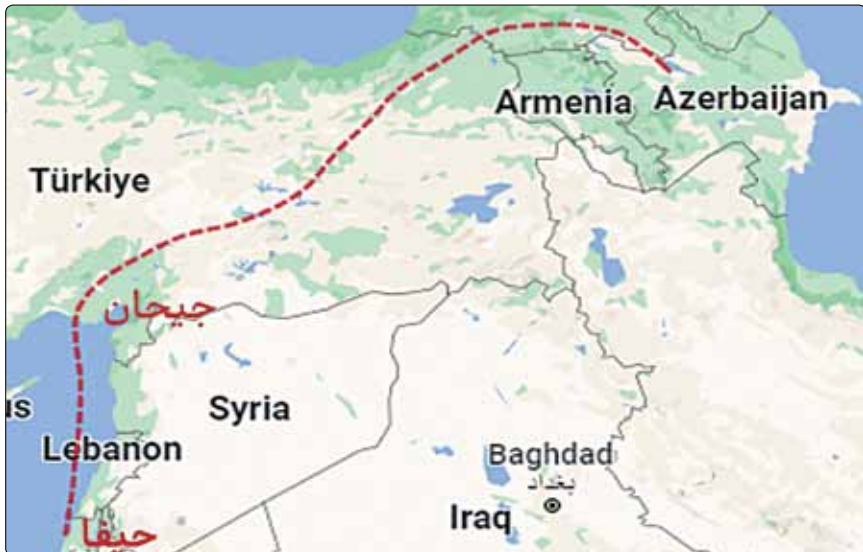 Armenia
Azerbaijan
Türkiye
جيحان
us
Syria
Lebanon
Baghdad
بغداد
حيفا
Iraq